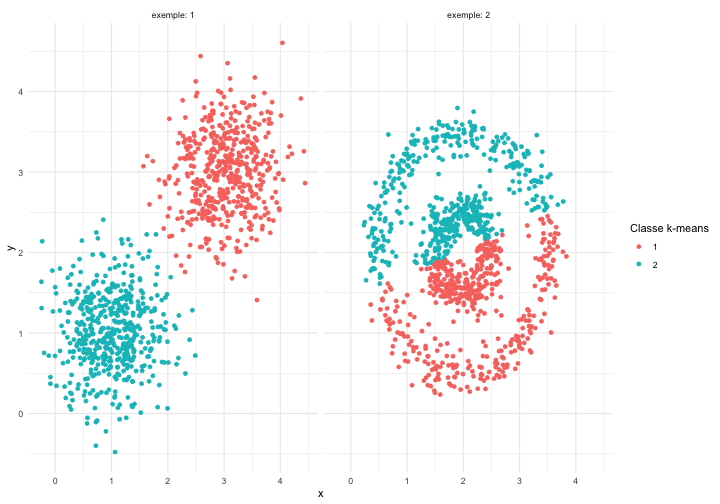 exemple: 1
exemple: 2
4
3
2
1
0
y
0 1 2 3 4
0 1 2 3 4
x
Classe k-means
1
2